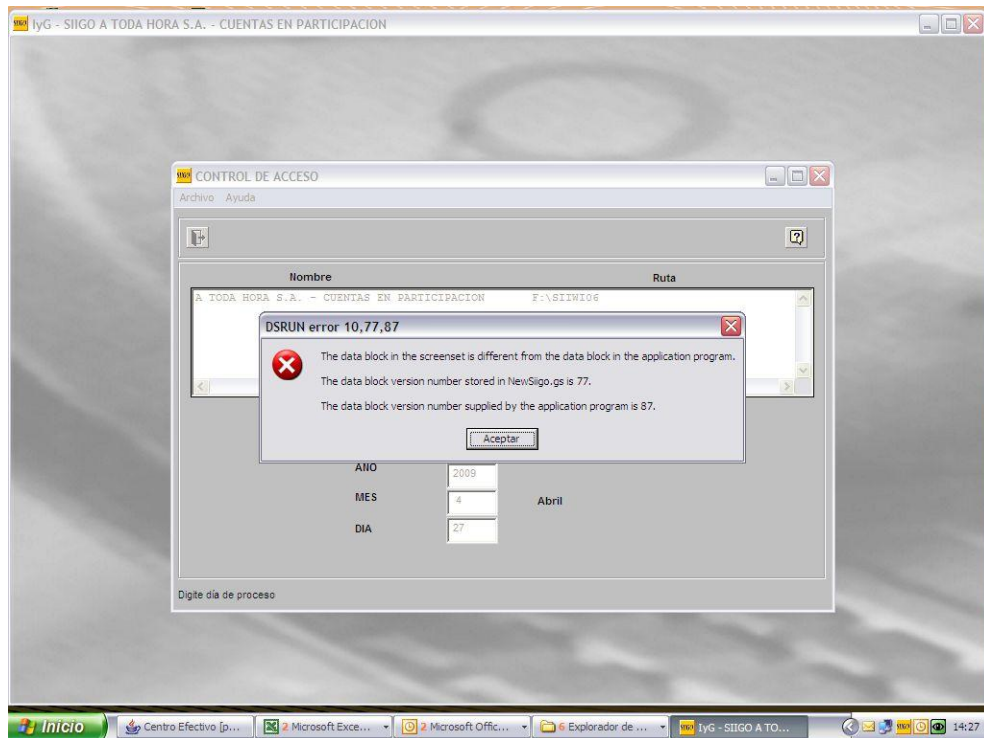 IyG - SIIGO A TODA HORA S.A. - CUENTAS EN PARTICIPACION
CONTROL DE ACCESO
Archivo Ayuda
Nombre Ruta
A TODA HORA S.A. - CUENTAS EN PARTICIPACION F:\SIIWI06
DSRUN error 10,77,87
The data block in the screenset is different from the data block in the application program.
The data block version number stored in NewSiigo.gs is 77.
The data block version number supplied by the application program is 87.
Aceptar
AÑO 2009
MES 4 Abril
DIA 27
Digite día de proceso
Inicio Centro Efectivo [p... 2 Microsoft Exce... 2 Microsoft Offic... 6 Explorador de ... IyG - SIIGO A TO... 14:27